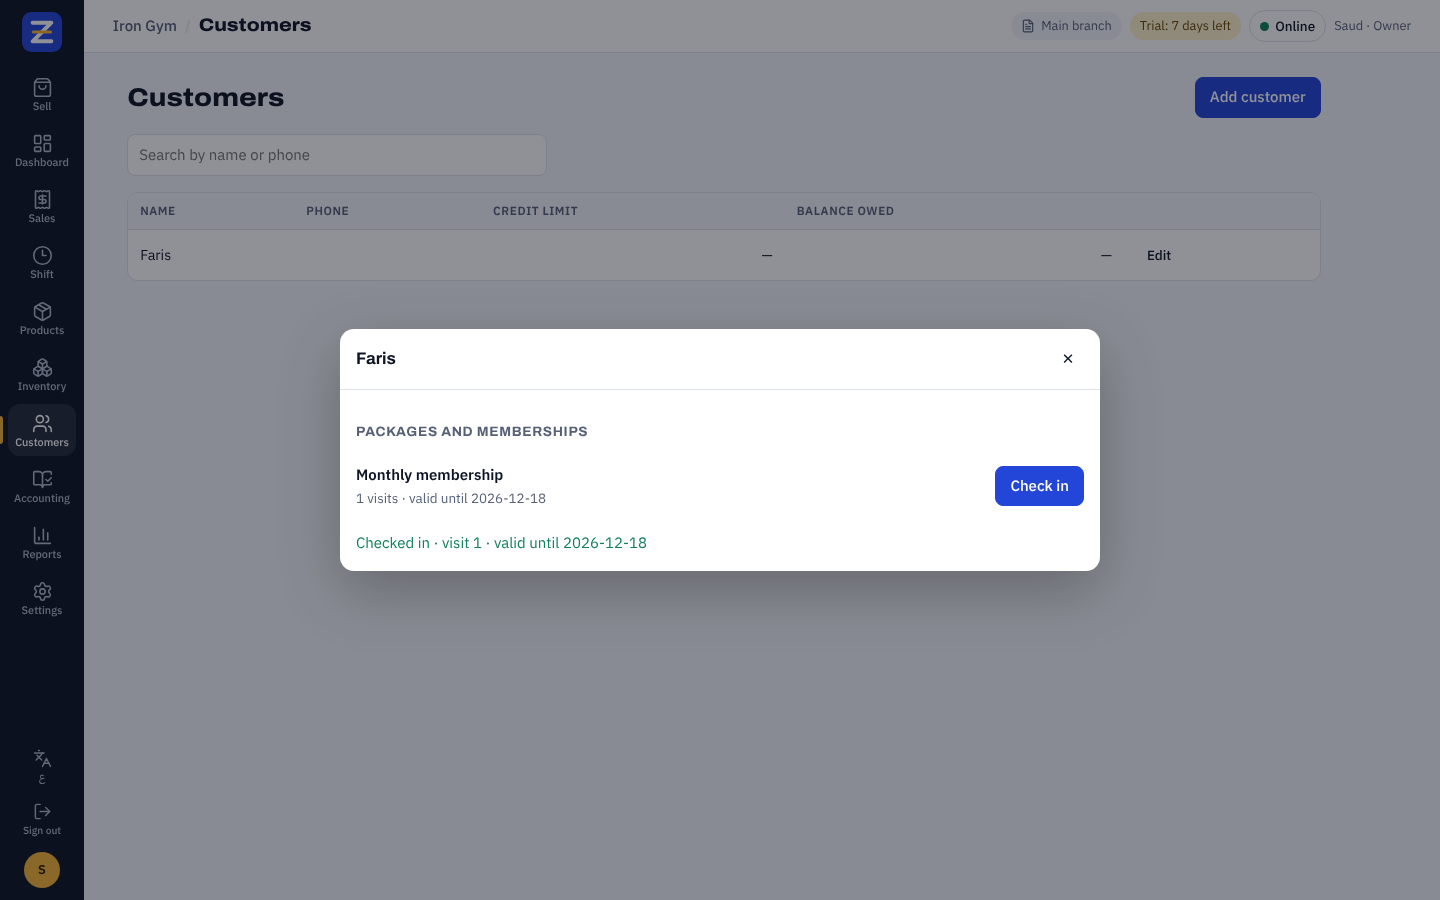 Iron Gym / Customers
Main branch
Trial: 7 days left
Online
Saud · Owner
Sell
Dashboard
Sales
Shift
Products
Inventory
Customers
Accounting
Reports
Settings
ع
Sign out
S
Customers
Add customer
Search by name or phone
NAME PHONE CREDIT LIMIT BALANCE OWED
Faris — — Edit
Faris ×
PACKAGES AND MEMBERSHIPS
Monthly membership
1 visits · valid until 2026-12-18
Check in
Checked in · visit 1 · valid until 2026-12-18